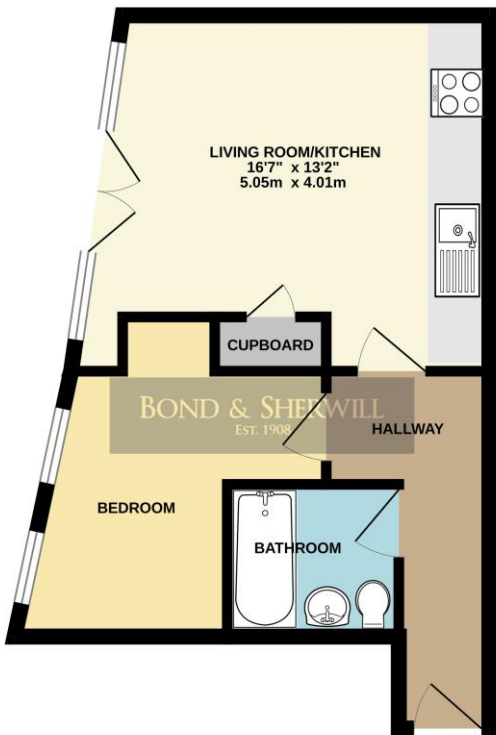 LIVING ROOM/KITCHEN
16'7" x 13'2"
5.05m x 4.01m
CUPBOARD
BOND & SHERWILL
EST. 1908
HALLWAY
BEDROOM
BATHROOM